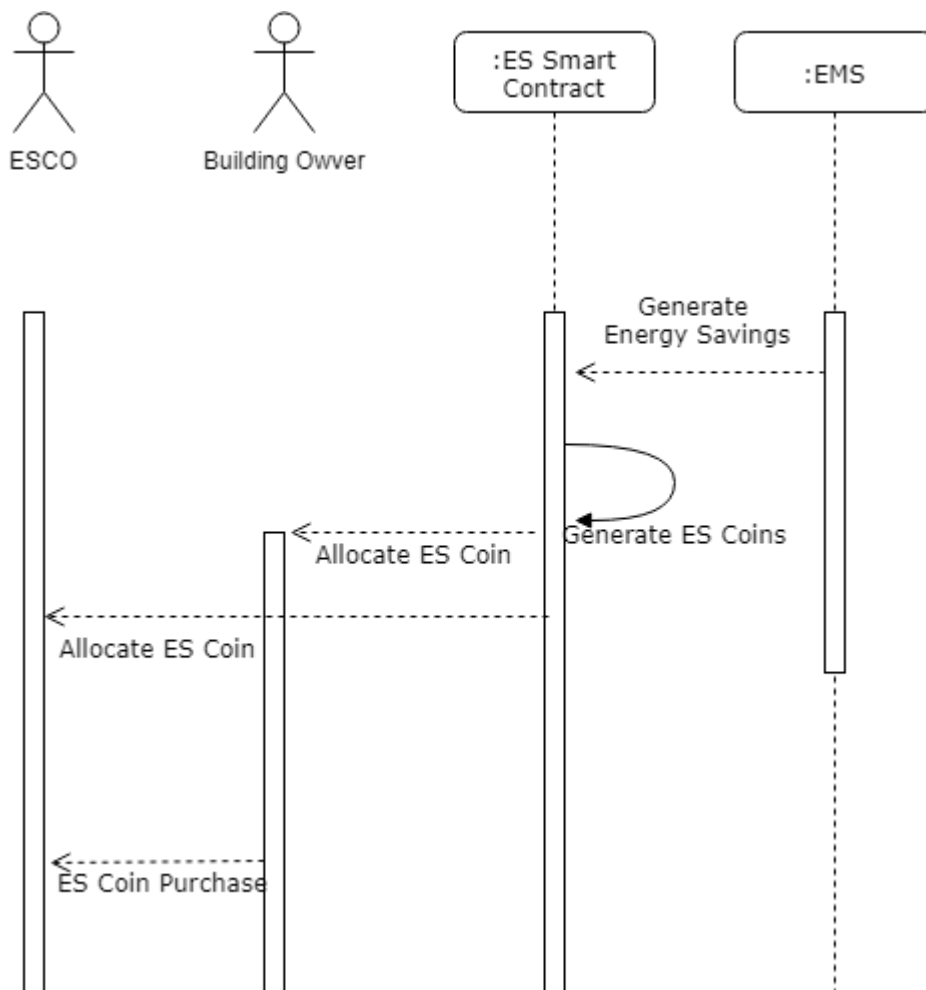 :ES Smart
Contract
:EMS
ESCO
Building Owver
Generate
Energy Savings
Generate ES Coins
Allocate ES Coin
Allocate ES Coin
ES Coin Purchase